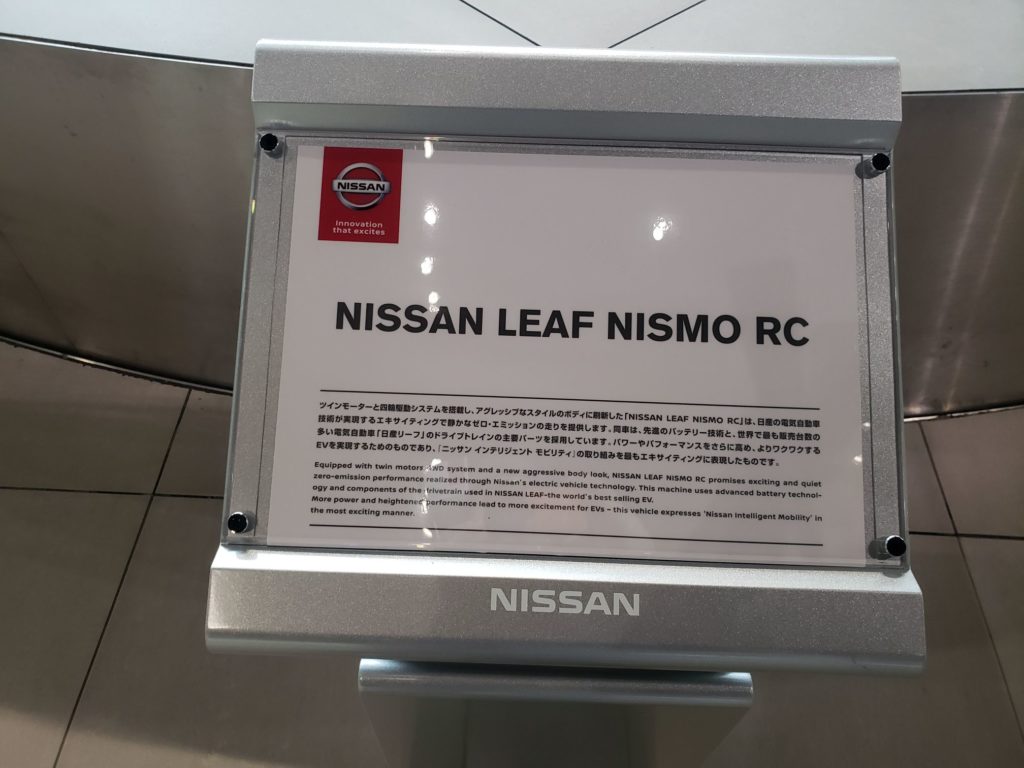 NISSAN
Innovation
that excites
NISSAN LEAF NISMO RC
ツインモーターと四輪駆動システムを搭載し、アグレッシブなスタイルのボディに刷新した「NISSAN LEAF NISMO RC」は、日産の電気自動車
技術が実現するエキサイティングで静かなゼロ・エミッションの走りを提供します。同車は、先進のバッテリー技術と、世界で最も販売台数の
多い電気自動車「日産リーフ」のドライブトレインの主要パーツを採用しています。パワーやパフォーマンスをさらに高め、よりワクワクする
EVを実現するためのものであり、「ニッサン インテリジェント モビリティ」の取り組みを最もエキサイティングに表現したものです。
Equipped with twin motors 4WD system and a new aggressive body look, NISSAN LEAF NISMO RC promises exciting and quiet
zero-emission performance realized through Nissan's electric vehicle technology. This machine uses advanced battery technol-
ogy and components of the drivetrain used in NISSAN LEAF-the world's best selling EV.
More power and heightened performance lead to more excitement for EVs – this vehicle expresses 'Nissan Intelligent Mobility' in
the most exciting manner.
NISSAN